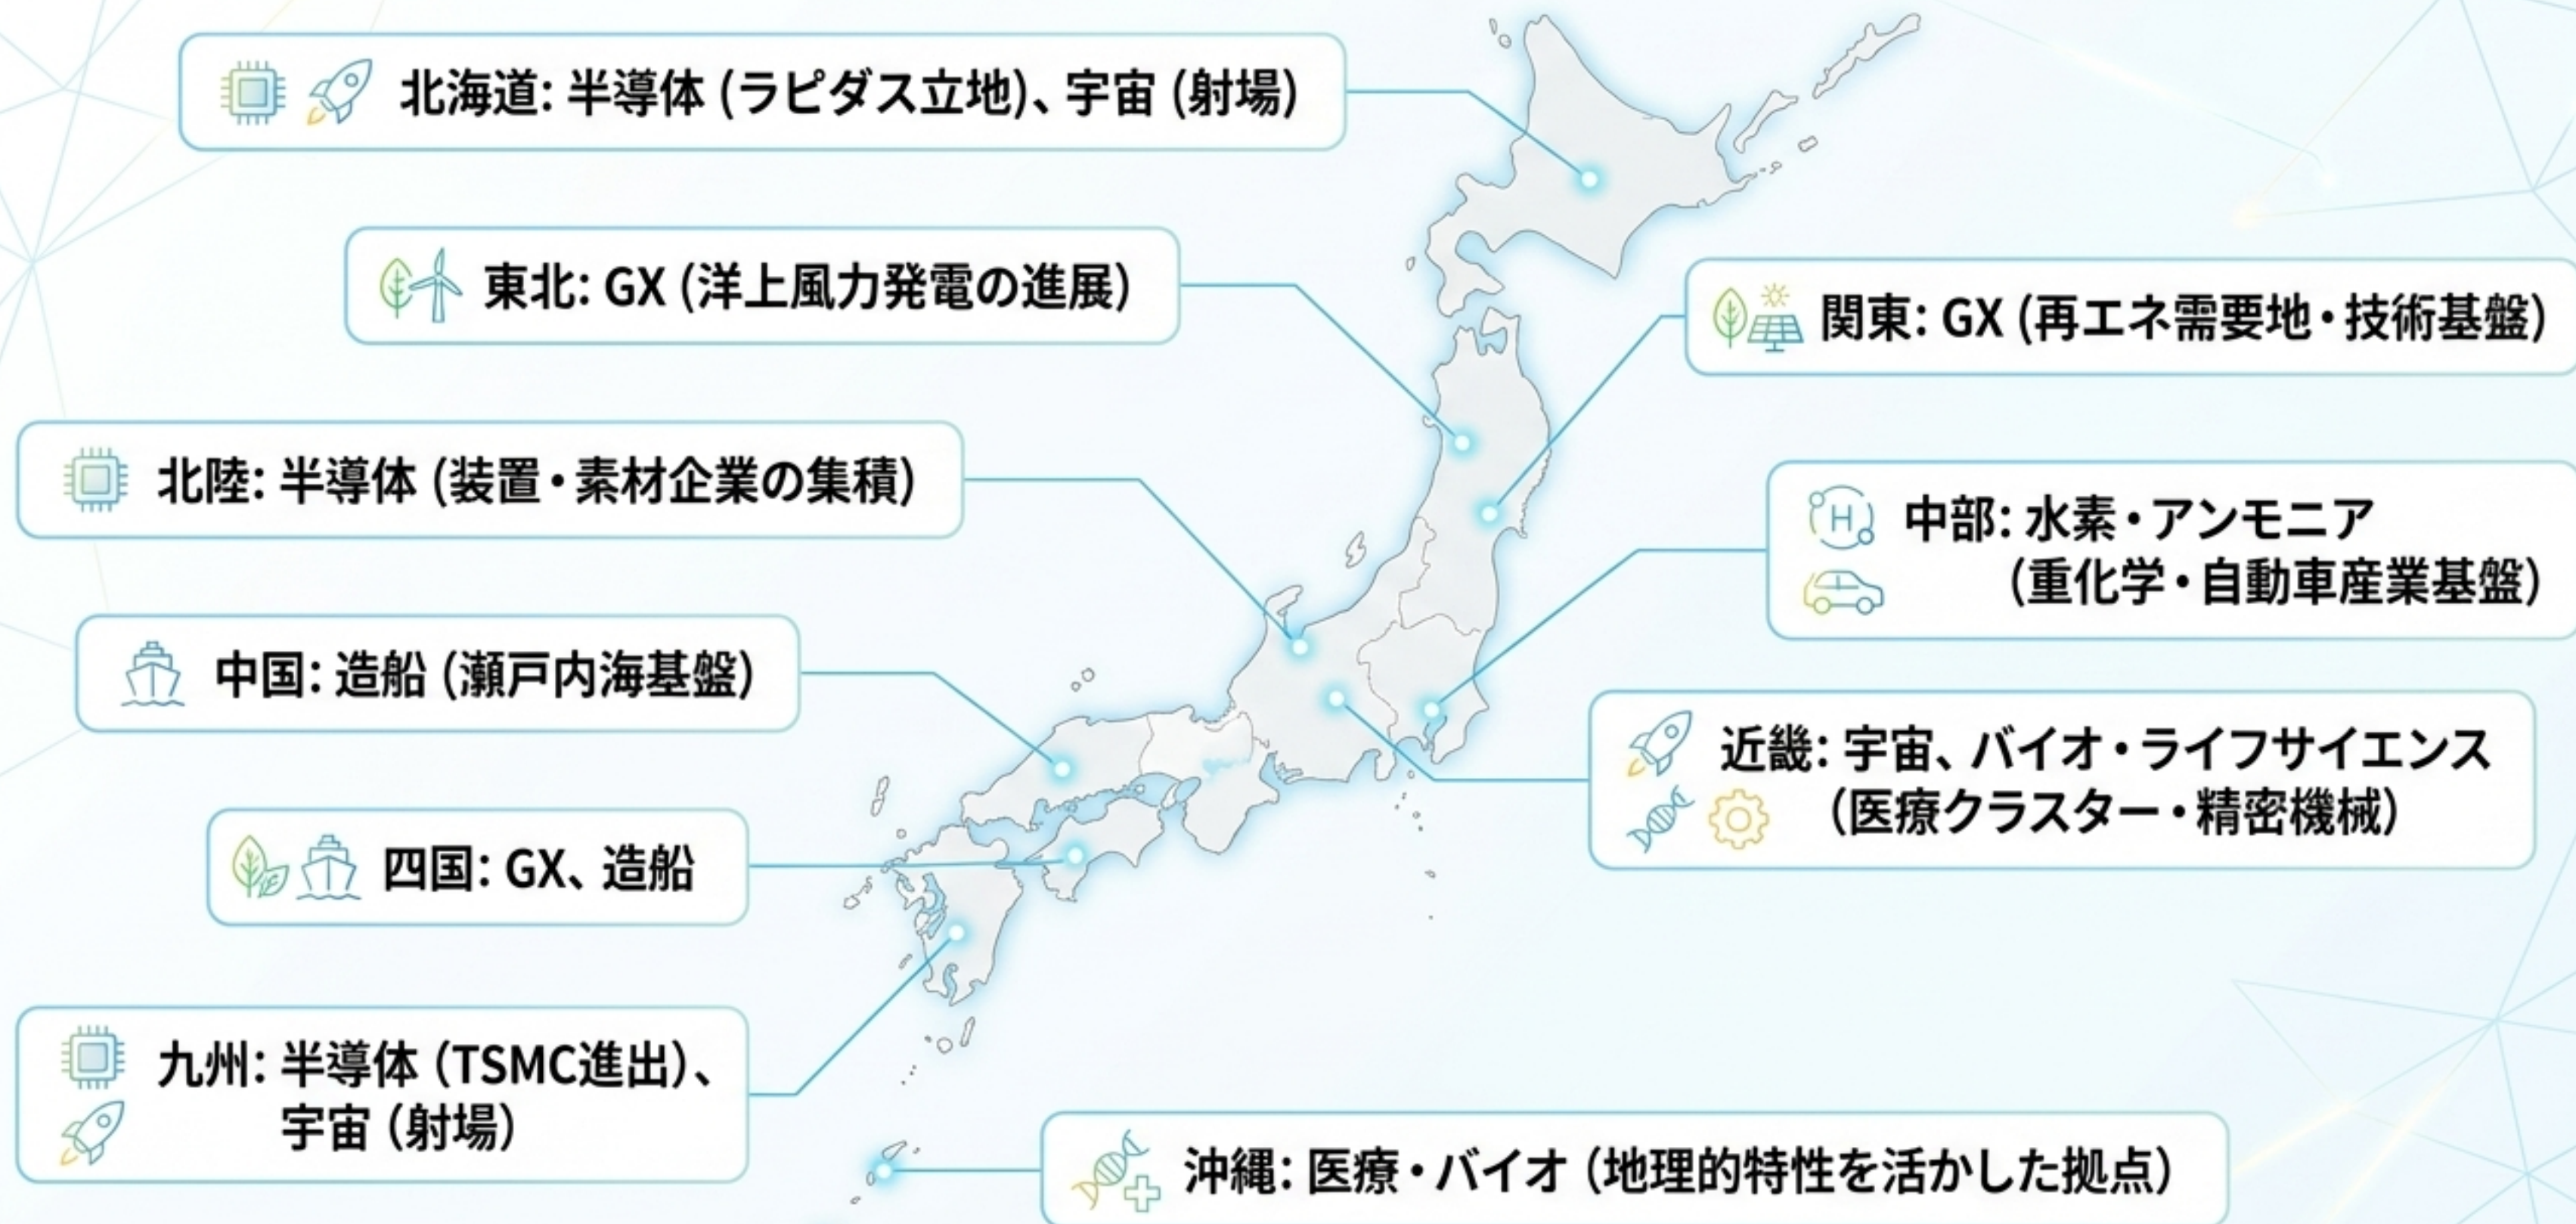 北海道: 半導体 (ラピダス立地)、宇宙 (射場)
東北: GX (洋上風力発電の進展)
関東: GX (再エネ需要地・技術基盤)
北陸: 半導体 (装置・素材企業の集積)
H
中部: 水素・アンモニア
(重化学・自動車産業基盤)
中国: 造船 (瀬戸内海基盤)
近畿: 宇宙、バイオ・ライフサイエンス
(医療クラスター・精密機械)
四国: GX、造船
九州: 半導体 (TSMC進出)、
宇宙 (射場)
沖縄: 医療・バイオ (地理的特性を活かした拠点)